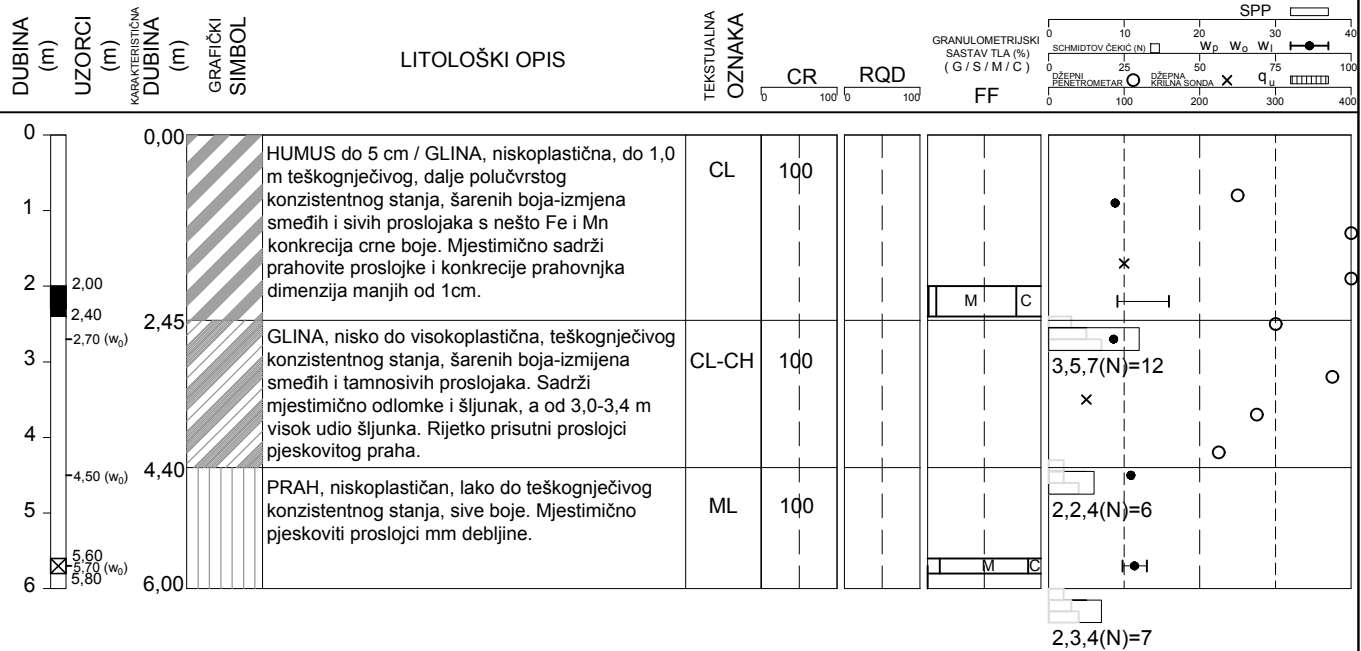 DUBINA (m)
UZORCI (m)
KARAKTERISTIČNA DUBINA (m)
GRAFIČKI SIMBOL
LITOLOŠKI OPIS
TEKSTUALNA OZNAKA
CR
0 100
RQD
0 100
GRANULOMETRIJSKI
SASTAV TLA (%)
( G / S / M / C )
FF
SPP
0 10 20 30 40
SCHMIDTOV ČEKIĆ (N)
Wp Wo Wl
0 25 50 75 100
DŽEPNI PENETROMETAR
DŽEPNA KRILNA SONDA
qu
0 100 200 300 400
0
1
2
3
4
5
6
2,00
2,40
2,70 (w0)
4,50 (w0)
5,60
5,70 (w0)
5,80
0,00
2,45
4,40
6,00
HUMUS do 5 cm / GLINA, niskoplastična, do 1,0
m teškognječivog, dalje polučvrstog
konzistentnog stanja, šarenih boja-izmjena
smeđih i sivih proslojaka s nešto Fe i Mn
konkrecija crne boje. Mjestimično sadrži
prahovite proslojke i konkrecije prahovnjka
dimenzija manjih od 1cm.
CL
100
M C
GLINA, nisko do visokoplastična, teškognječivog
konzistentnog stanja, šarenih boja-izmijena
smeđih i tamnosivih proslojaka. Sadrži
mjestimično odlomke i šljunak, a od 3,0-3,4 m
visok udio šljunka. Rijetko prisutni proslojci
pjeskovitog praha.
CL-CH
100
3,5,7(N)=12
PRAH, niskoplastičan, lako do teškognječivog
konzistentnog stanja, sive boje. Mjestimično
pjeskoviti proslojci mm debljine.
ML
100
2,2,4(N)=6
M C
2,3,4(N)=7